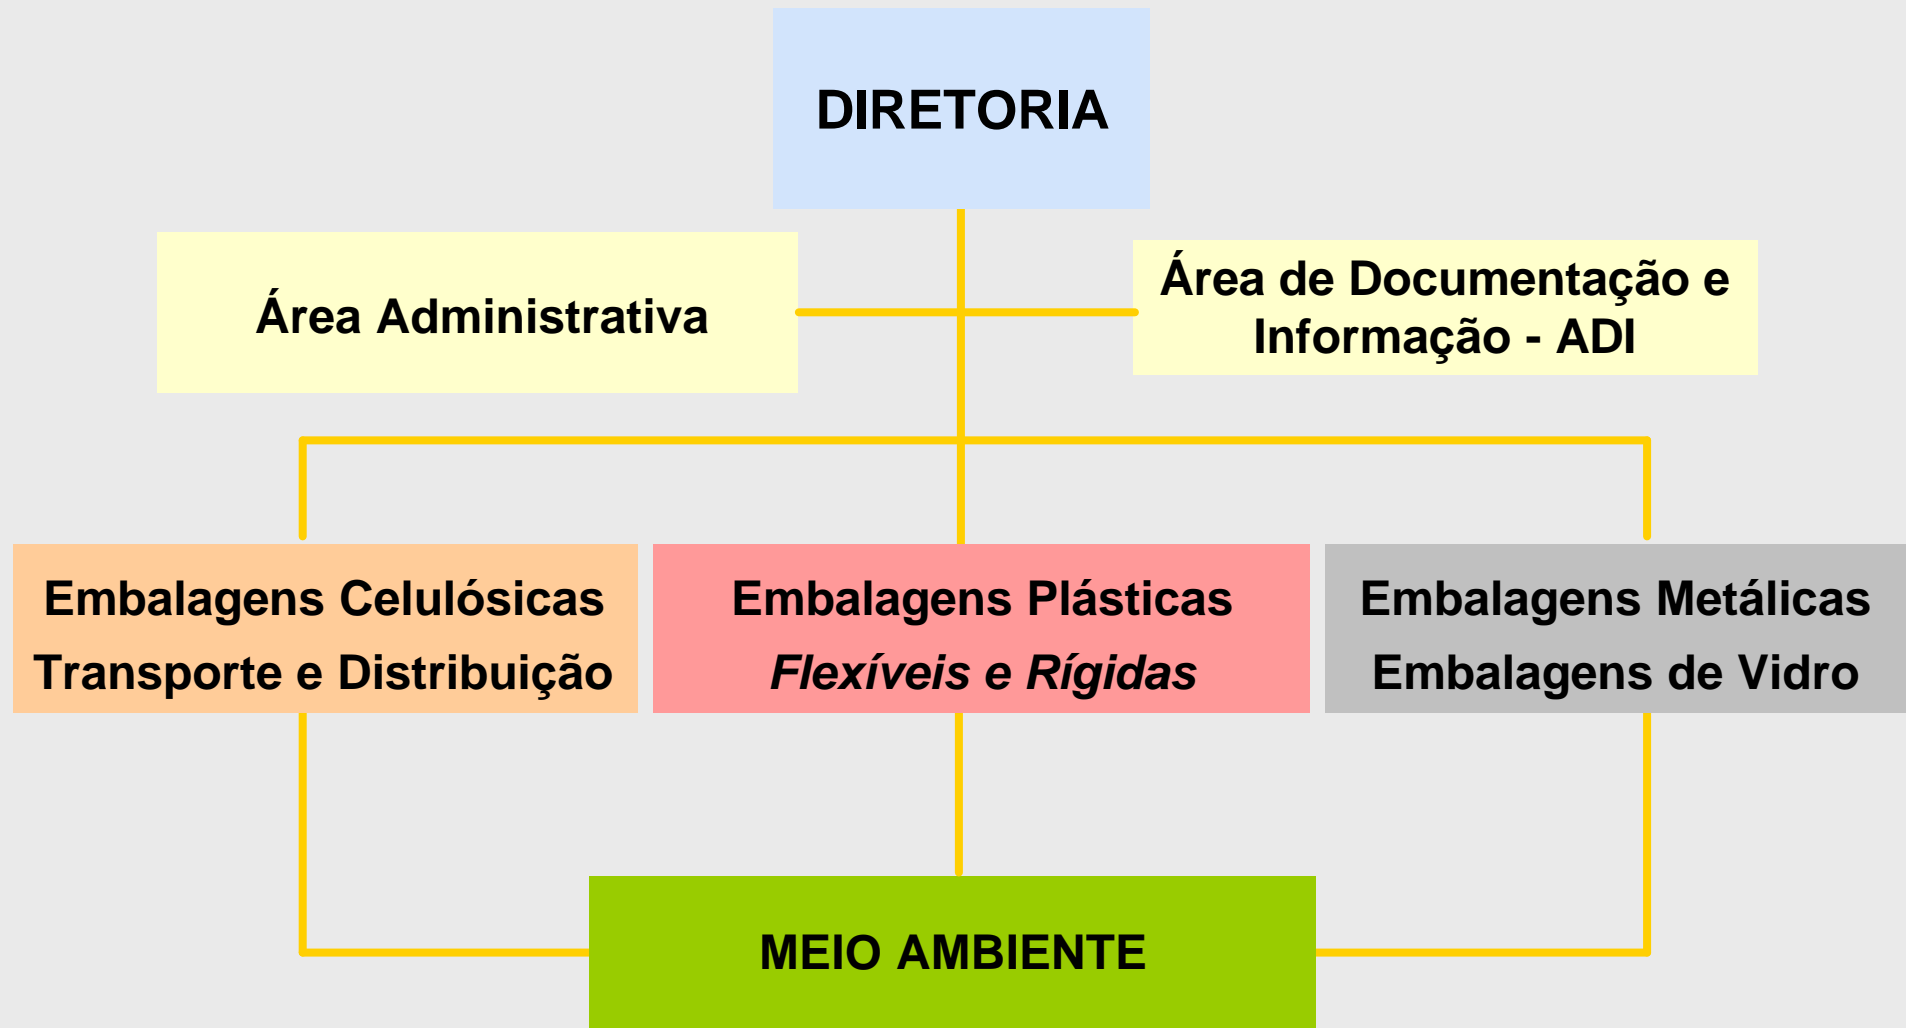 DIRETORIA
Área Administrativa
Área de Documentação e
Informação - ADI
Embalagens Celulósicas
Transporte e Distribuição
Embalagens Plásticas
Flexíveis e Rígidas
Embalagens Metálicas
Embalagens de Vidro
MEIO AMBIENTE